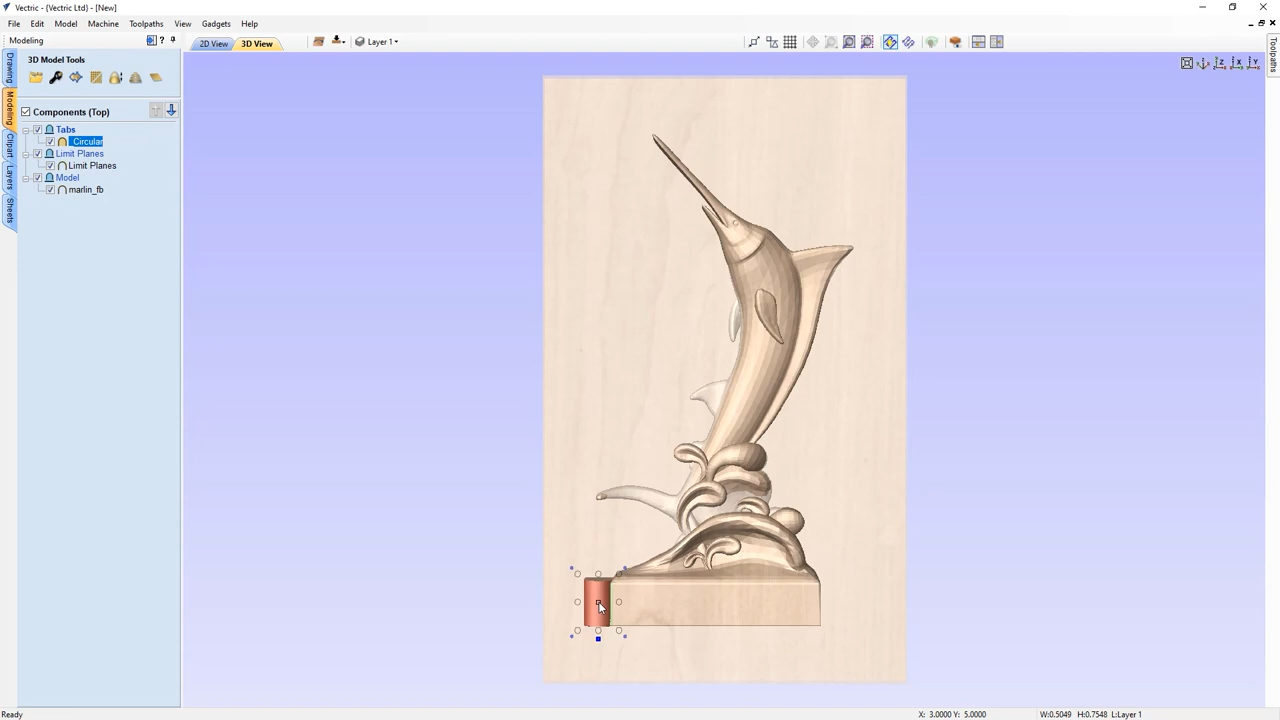 Vectric - {Vectric Ltd} - [New]
File Edit Model Machine Toolpaths View Gadgets Help
Modeling
2D View 3D View Layer 1
3D Model Tools
Components (Top)
Tabs
Circular
Limit Planes
Limit Planes
Model
marlin_fb
Drawing
Modeling
Clipart
Layers
Sheets
Toolpaths
Ready
X: 3.0000 Y: 5.0000
W:0.5049 H:0.7548 L:Layer 1